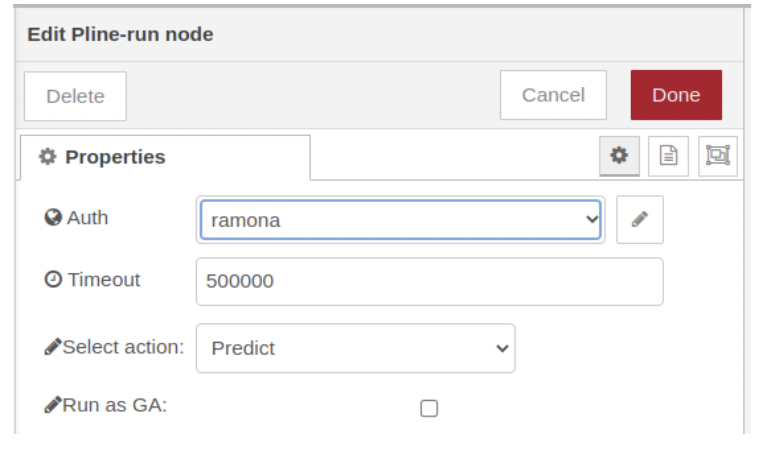 Edit Pline-run node
Delete
Cancel
Done
Properties
Auth
ramona
Timeout
500000
Select action:
Predict
Run as GA: